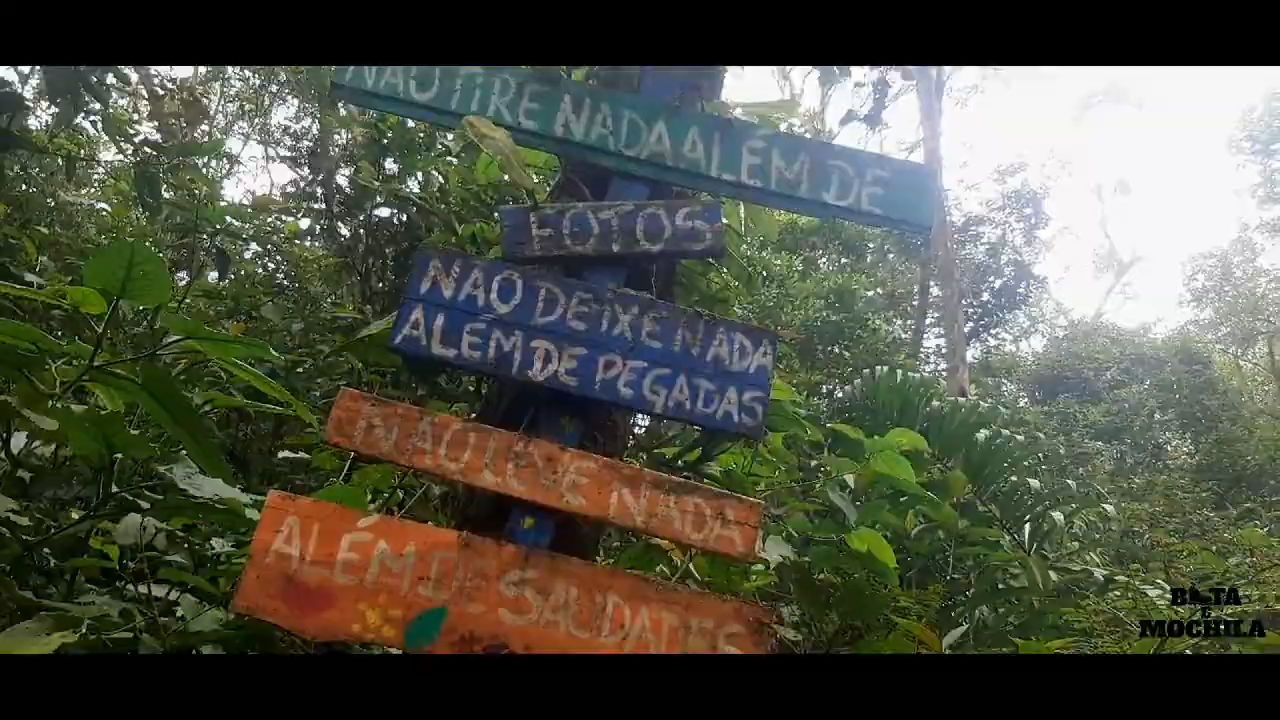 NÃO TIRE NADA ALÉM DE
FOTOS
NÃO DEIXE NADA
ALÉM DE PEGADAS
NÃO LEVE NADA
ALÉM DE SAUDADES
BOTA
E
MOCHILA